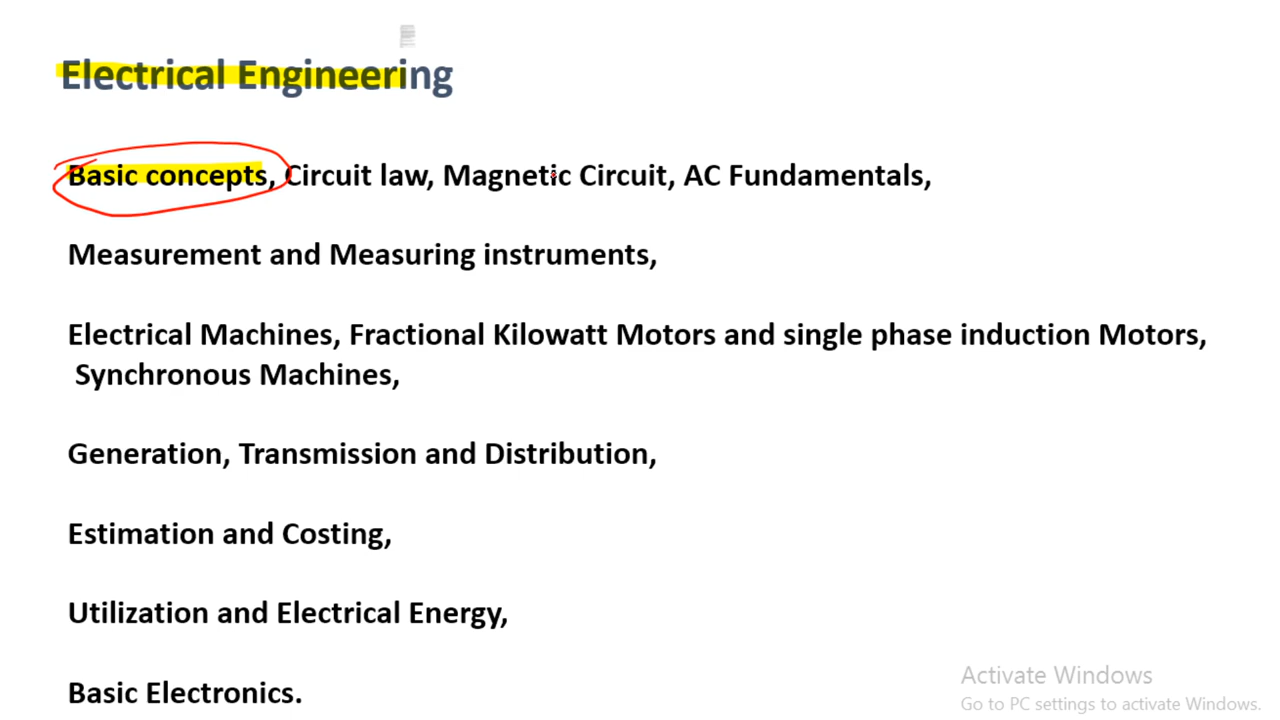 Electrical Engineering
Basic concepts, Circuit law, Magnetic Circuit, AC Fundamentals,
Measurement and Measuring instruments,
Electrical Machines, Fractional Kilowatt Motors and single phase induction Motors,
Synchronous Machines,
Generation, Transmission and Distribution,
Estimation and Costing,
Utilization and Electrical Energy,
Basic Electronics.
Activate Windows
Go to PC settings to activate Windows.